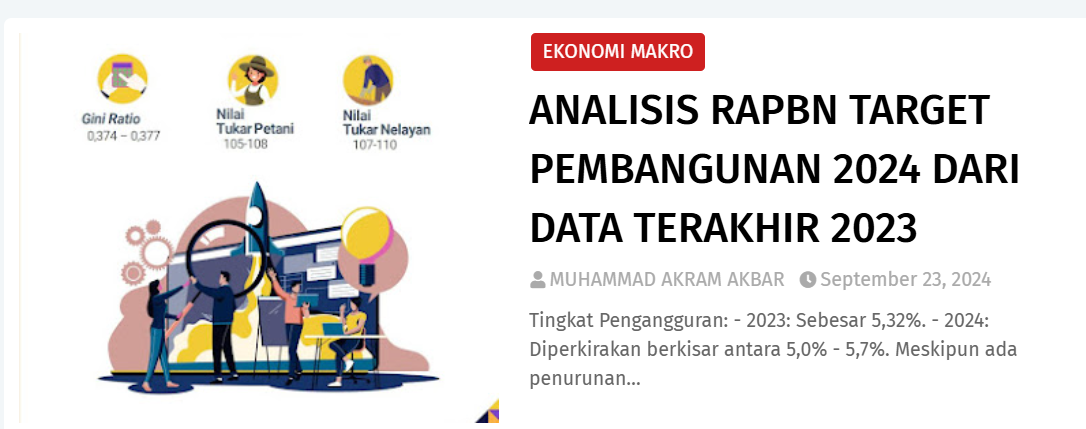 Gini Ratio
0,374 – 0,377
Nilai
Tukar Petani
105-108
Nilai
Tukar Nelayan
107-110
EKONOMI MAKRO
ANALISIS RAPBN TARGET
PEMBANGUNAN 2024 DARI
DATA TERAKHIR 2023
MUHAMMAD AKRAM AKBAR September 23, 2024
Tingkat Pengangguran: - 2023: Sebesar 5,32%. - 2024:
Diperkirakan berkisar antara 5,0% - 5,7%. Meskipun ada
penurunan...